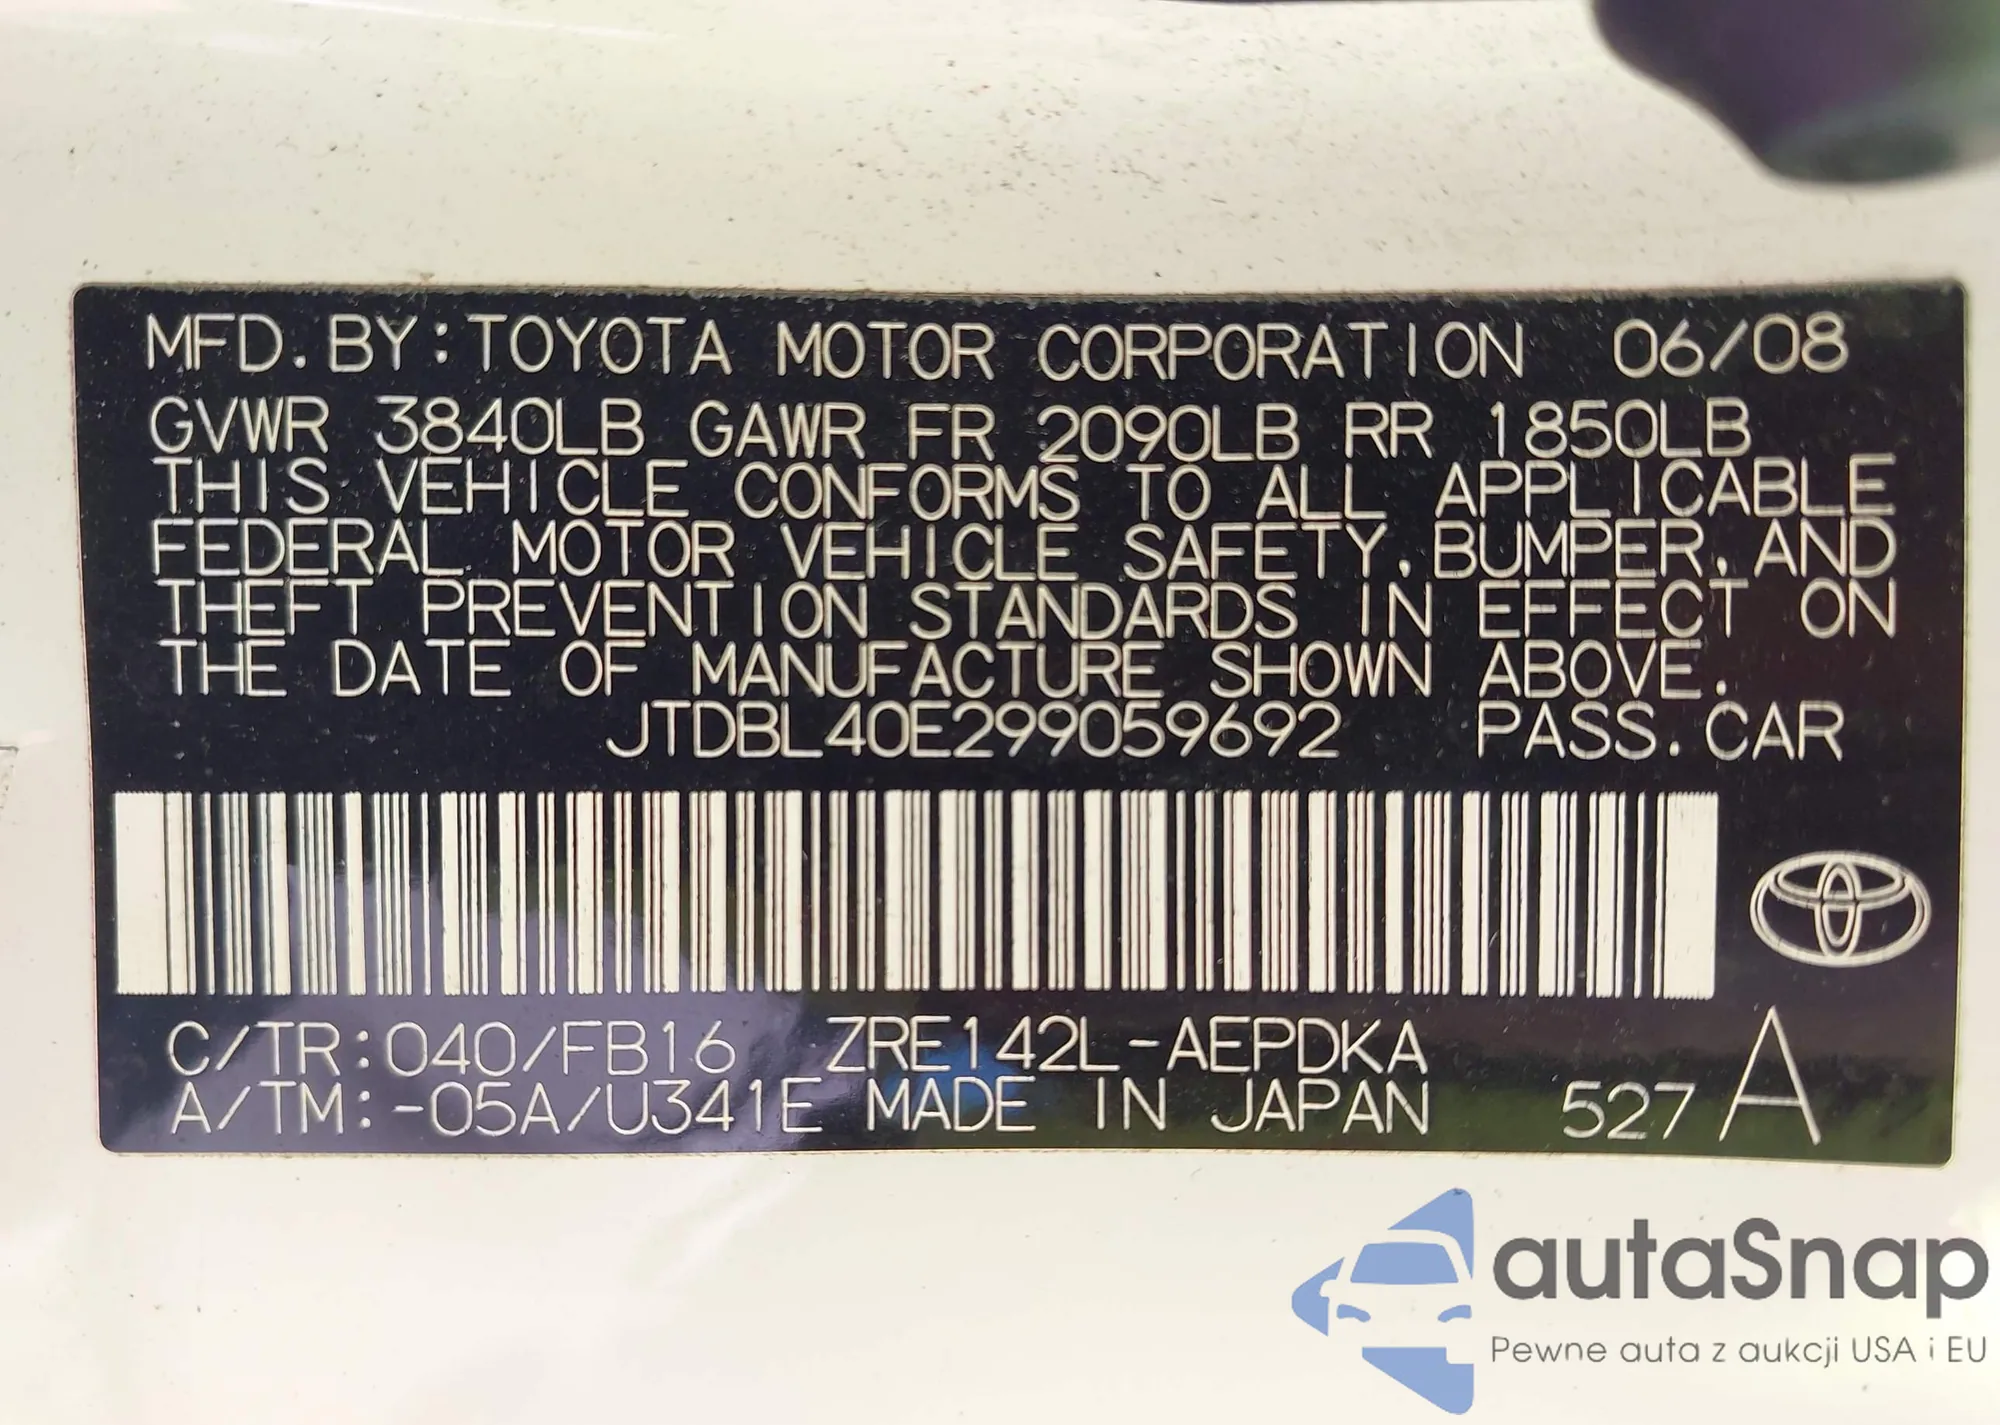 MFD. BY: TOYOTA MOTOR CORPORATION 06/08
GVWR 3840LB GAWR FR 2090LB RR 1850LB
THIS VEHICLE CONFORMS TO ALL APPLICABLE
FEDERAL MOTOR VEHICLE SAFETY, BUMPER, AND
THEFT PREVENTION STANDARDS IN EFFECT ON
THE DATE OF MANUFACTURE SHOWN ABOVE.
JTDBL40E299059692 PASS. CAR
C/TR:040/FB16 ZRE142L-AEPDKA
A/TM:-05A/U341E MADE IN JAPAN 527 A
autaSnap
Pewne auta z aukcji USA i EU